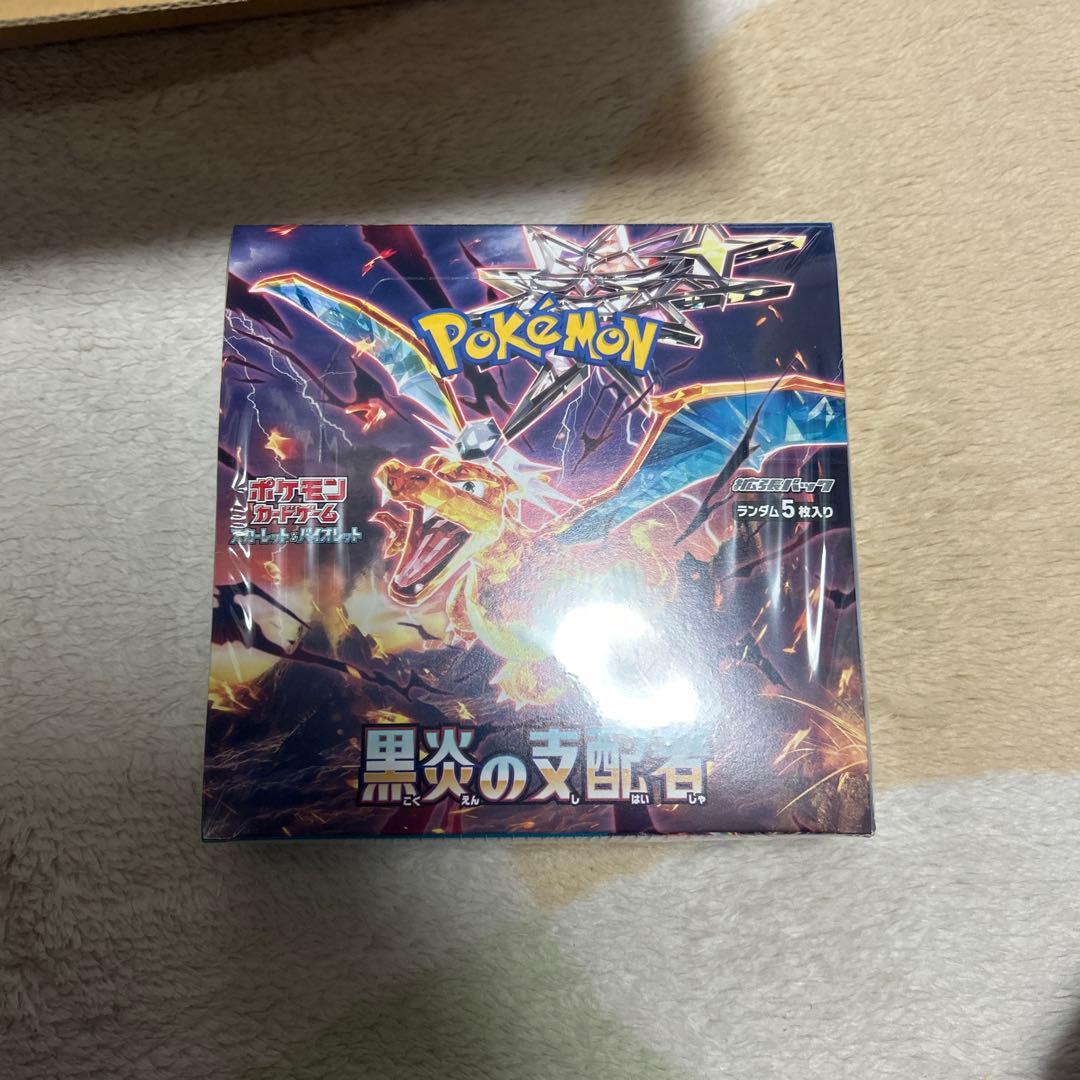 POKÉMON
ポケモン
カードゲーム
スカーレット&バイオレット
拡張パック
ランダム5枚入り
黒炎の支配者
こく えん し はい しゃ